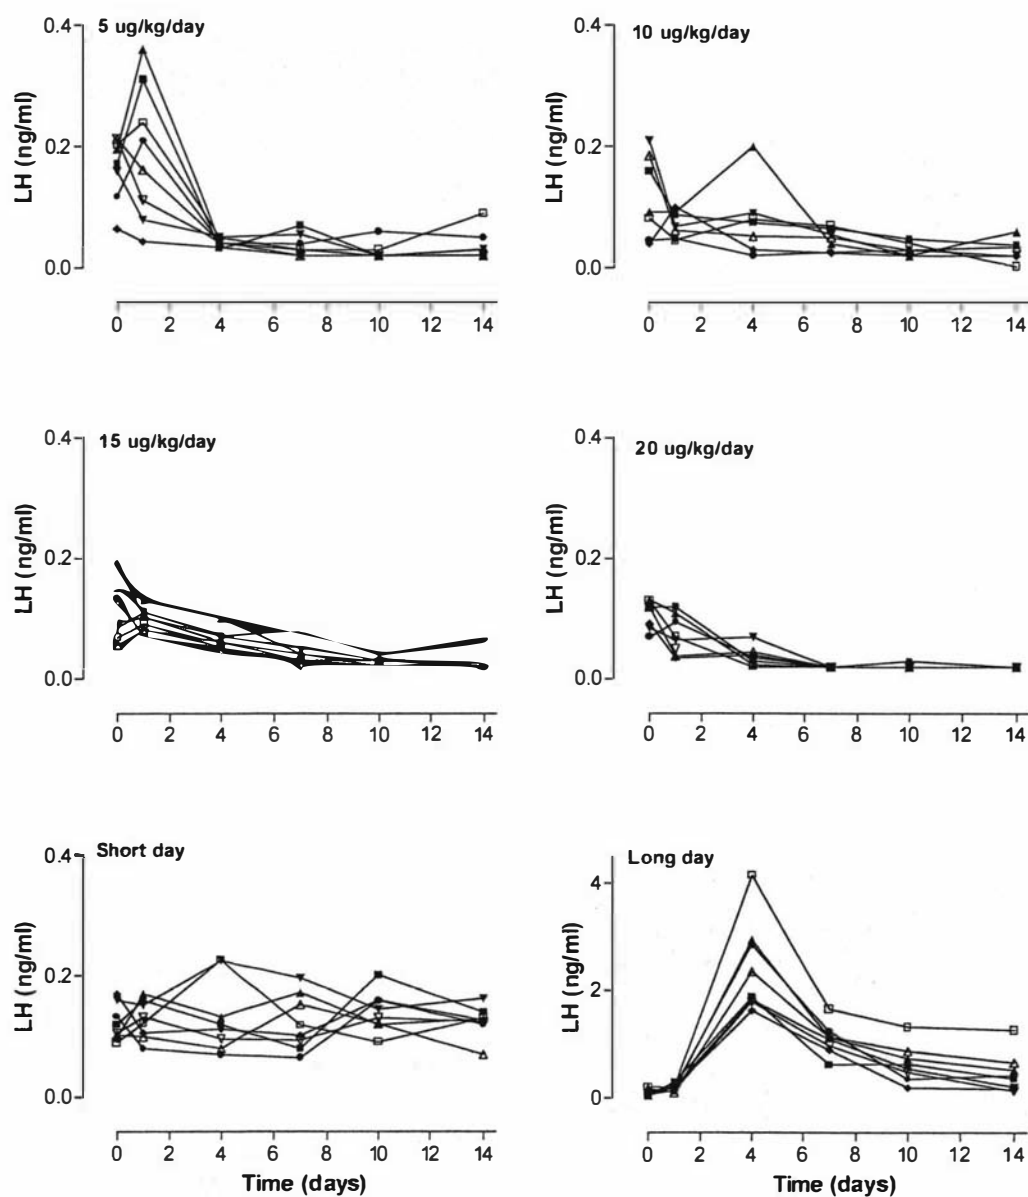 5 ug/kg/day
0.4
0.2
0.0
LH (ng/ml)
0 2 4 6 8 10 12 14
10 ug/kg/day
0.4
0.2
0.0
LH (ng/ml)
0 2 4 6 8 10 12 14
15 ug/kg/day
0.4
0.2
0.0
LH (ng/ml)
0 2 4 6 8 10 12 14
20 ug/kg/day
0.4
0.2
0.0
LH (ng/ml)
0 2 4 6 8 10 12 14
Short day
0.4
0.2
0.0
LH (ng/ml)
0 2 4 6 8 10 12 14
Time (days)
Long day
4
2
0
LH (ng/ml)
0 2 4 6 8 10 12 14
Time (days)